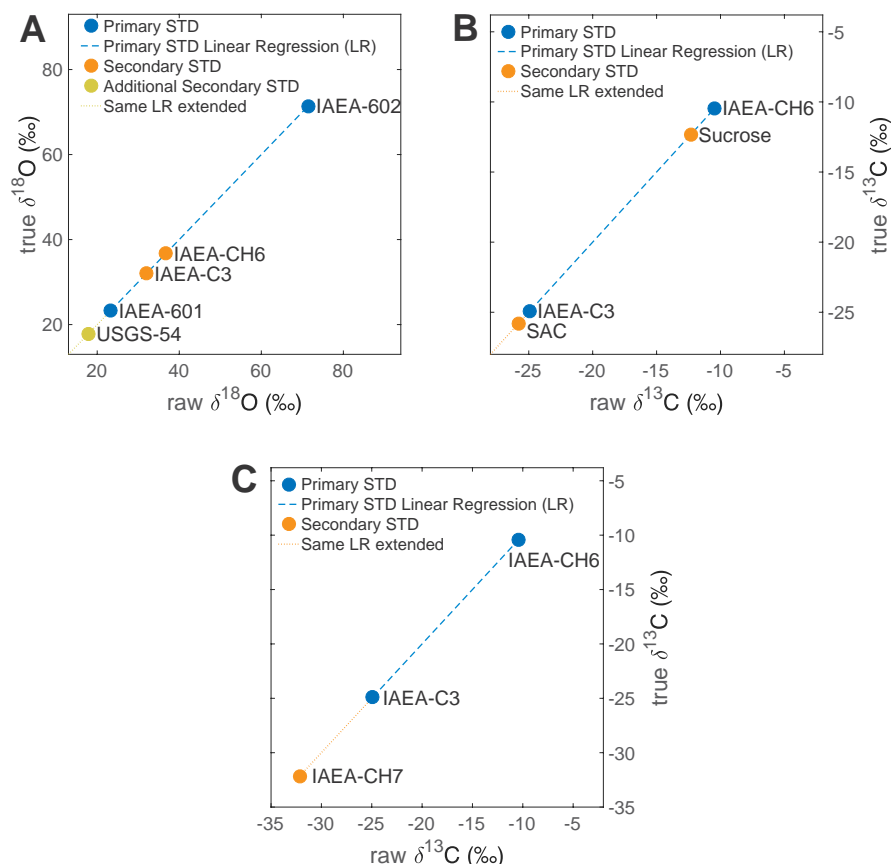 A
Primary STD
Primary STD Linear Regression (LR)
Secondary STD
Additional Secondary STD
Same LR extended
80
60
40
20
true δ¹⁸O (‰)
IAEA-602
IAEA-CH6
IAEA-C3
IAEA-601
USGS-54
20 40 60 80
raw δ¹⁸O (‰)
B
Primary STD
Primary STD Linear Regression (LR)
Secondary STD
Same LR extended
IAEA-CH6
Sucrose
IAEA-C3
SAC
-5
-10
-15
-20
-25
true δ¹³C (‰)
-25 -20 -15 -10 -5
raw δ¹³C (‰)
C
Primary STD
Primary STD Linear Regression (LR)
Secondary STD
Same LR extended
IAEA-CH6
IAEA-C3
IAEA-CH7
-5
-10
-15
-20
-25
-30
-35
true δ¹³C (‰)
-35 -30 -25 -20 -15 -10 -5
raw δ¹³C (‰)